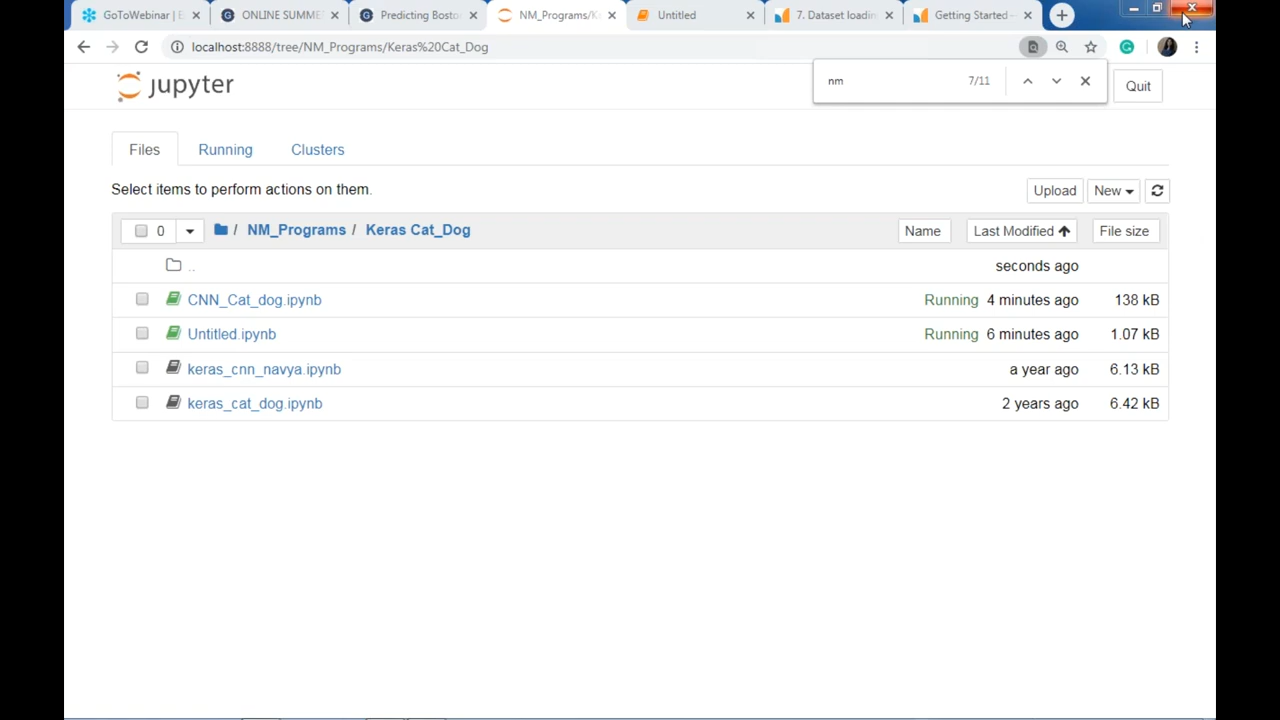 GoToWebinar | E
ONLINE SUMME
Predicting Bosto
NM_Programs/Ke
Untitled
7. Dataset loadin
Getting Started
localhost:8888/tree/NM_Programs/Keras%20Cat_Dog
nm 7/11
jupyter
Quit
Files Running Clusters
Select items to perform actions on them.
Upload New
0 / NM_Programs / Keras Cat_Dog Name Last Modified File size
.. seconds ago
CNN_Cat_dog.ipynb Running 4 minutes ago 138 kB
Untitled.ipynb Running 6 minutes ago 1.07 kB
keras_cnn_navya.ipynb a year ago 6.13 kB
keras_cat_dog.ipynb 2 years ago 6.42 kB